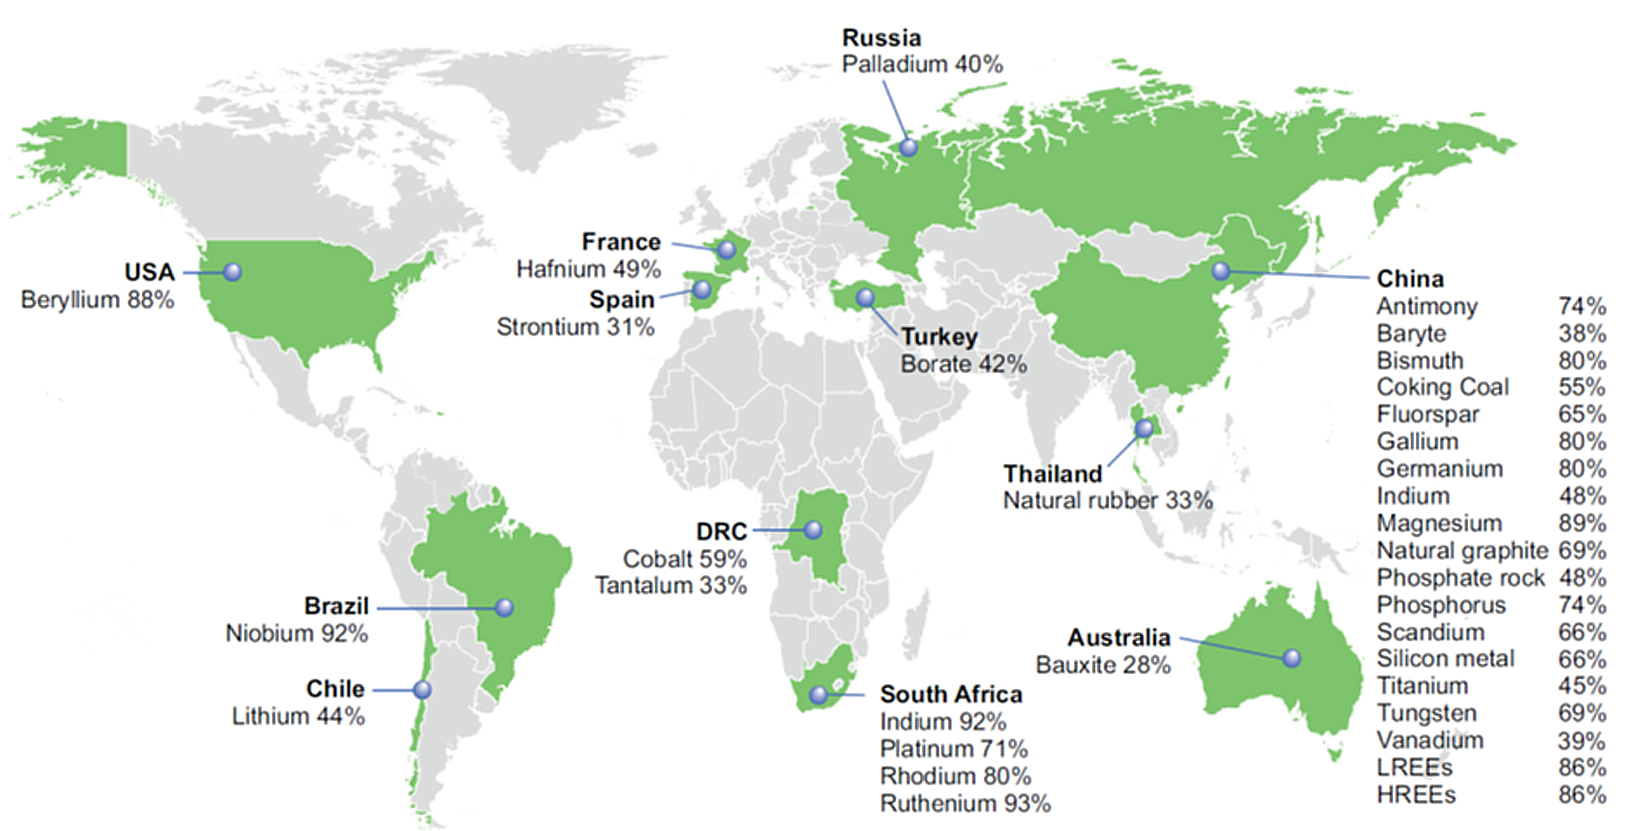 Russia
Palladium 40%
USA
Beryllium 88%
France
Hafnium 49%
Spain
Strontium 31%
Turkey
Borate 42%
China
Antimony 74%
Baryte 38%
Bismuth 80%
Coking Coal 55%
Fluorspar 65%
Gallium 80%
Germanium 80%
Indium 48%
Magnesium 89%
Natural graphite 69%
Phosphate rock 48%
Phosphorus 74%
Scandium 66%
Silicon metal 66%
Titanium 45%
Tungsten 69%
Vanadium 39%
LREEs 86%
HREEs 86%
Thailand
Natural rubber 33%
DRC
Cobalt 59%
Tantalum 33%
Brazil
Niobium 92%
Chile
Lithium 44%
South Africa
Indium 92%
Platinum 71%
Rhodium 80%
Ruthenium 93%
Australia
Bauxite 28%